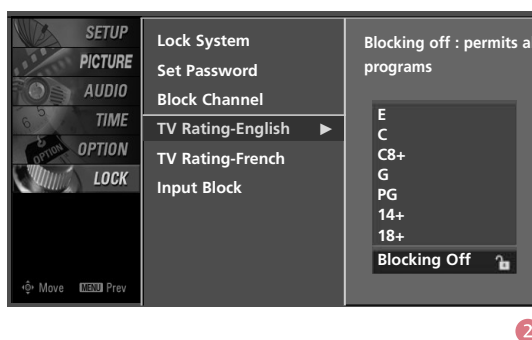 SETUP
PICTURE
AUDIO
TIME
OPTION
LOCK
Move MENU Prev
Lock System
Set Password
Block Channel
TV Rating-English
TV Rating-French
Input Block
Blocking off : permits a
programs
E
C
C8+
G
PG
14+
18+
Blocking Off
2